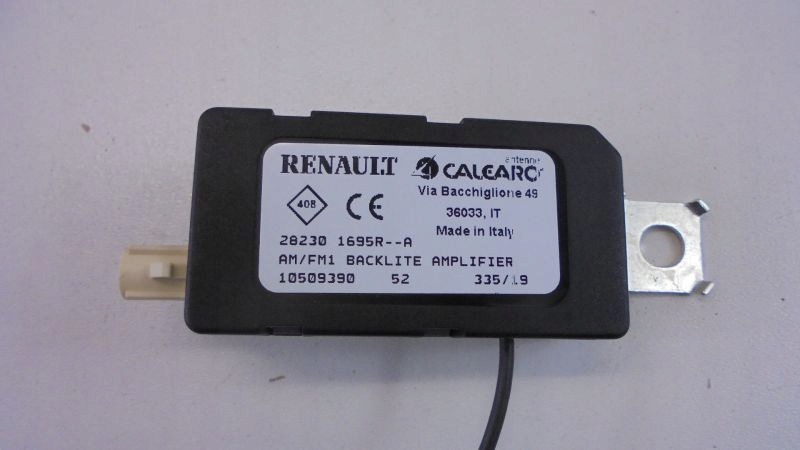 RENAULT
antenne
CALEARO
Via Bacchiglione 49
36033, IT
Made in Italy
CE
28230 1695R--A
AM/FM1 BACKLITE AMPLIFIER
10509390 52 335/19